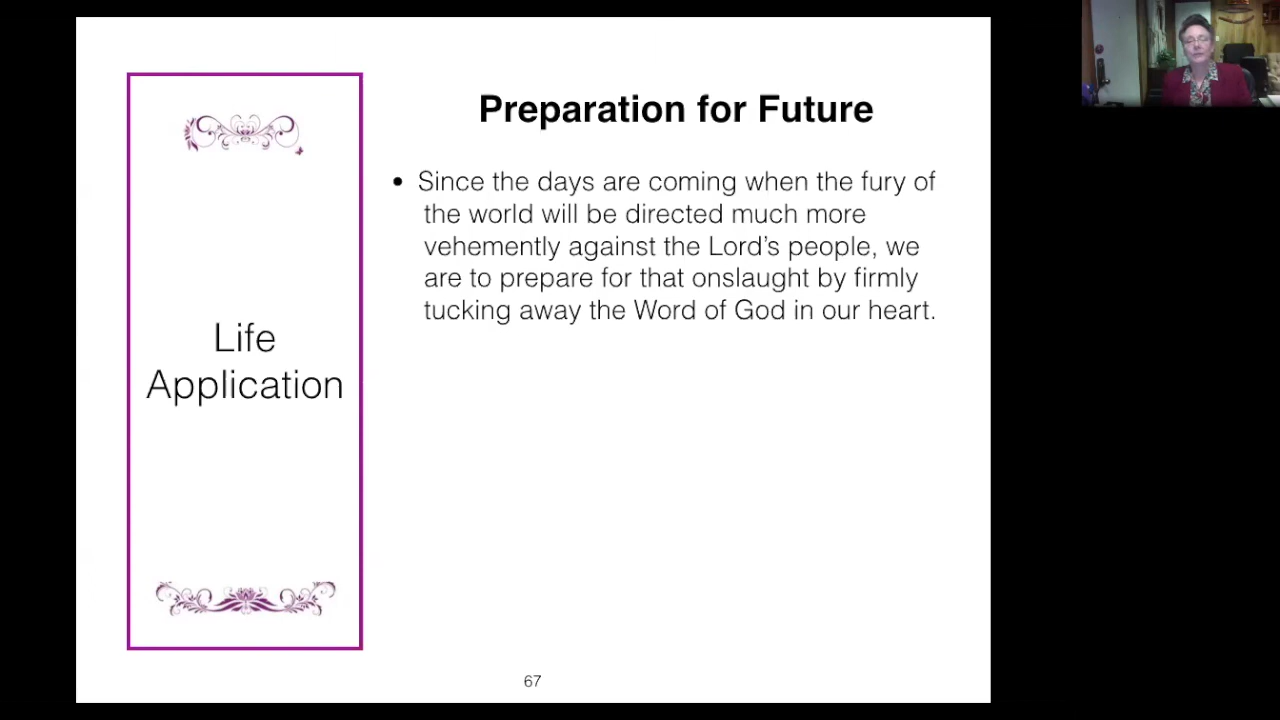 Preparation for Future
• Since the days are coming when the fury of
the world will be directed much more
vehemently against the Lord's people, we
are to prepare for that onslaught by firmly
tucking away the Word of God in our heart.
Life
Application
67